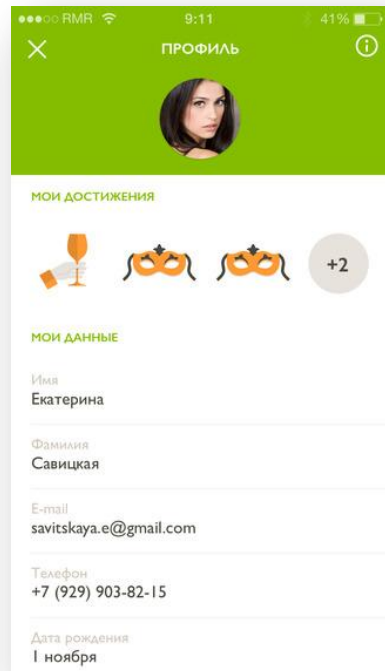 RMR 9:11 41%
ПРОФИЛЬ
МОИ ДОСТИЖЕНИЯ
+2
МОИ ДАННЫЕ
Имя
Екатерина
Фамилия
Савицкая
E-mail
savitskaya.e@gmail.com
Телефон
+7 (929) 903-82-15
Дата рождения
1 ноября